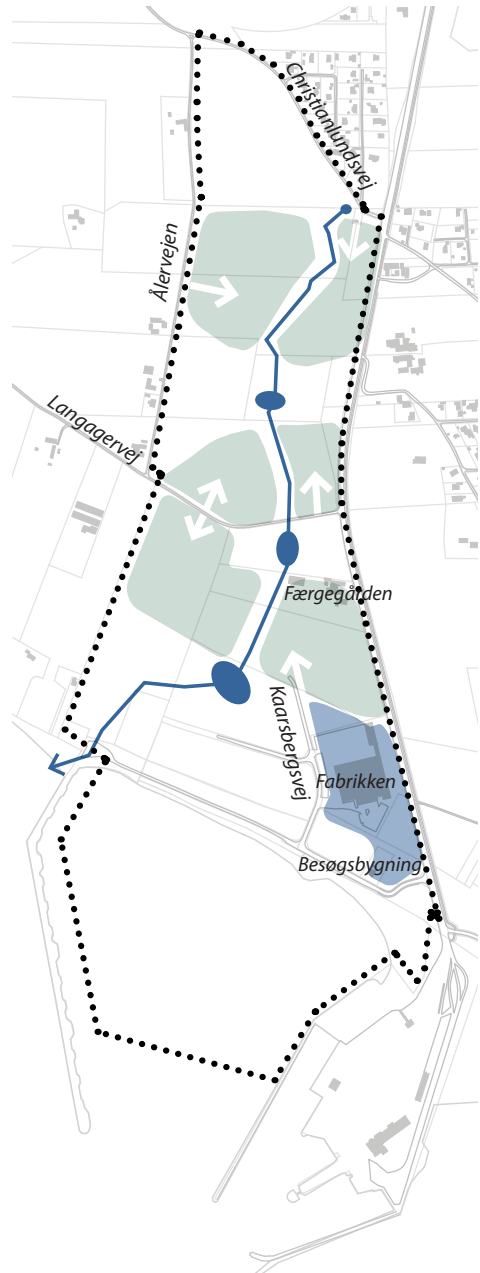 Christianlundsvej
Ålervejen
Langagervej
Færgegården
Kaarsbergsvej
Fabrikken
Besøgsbygning